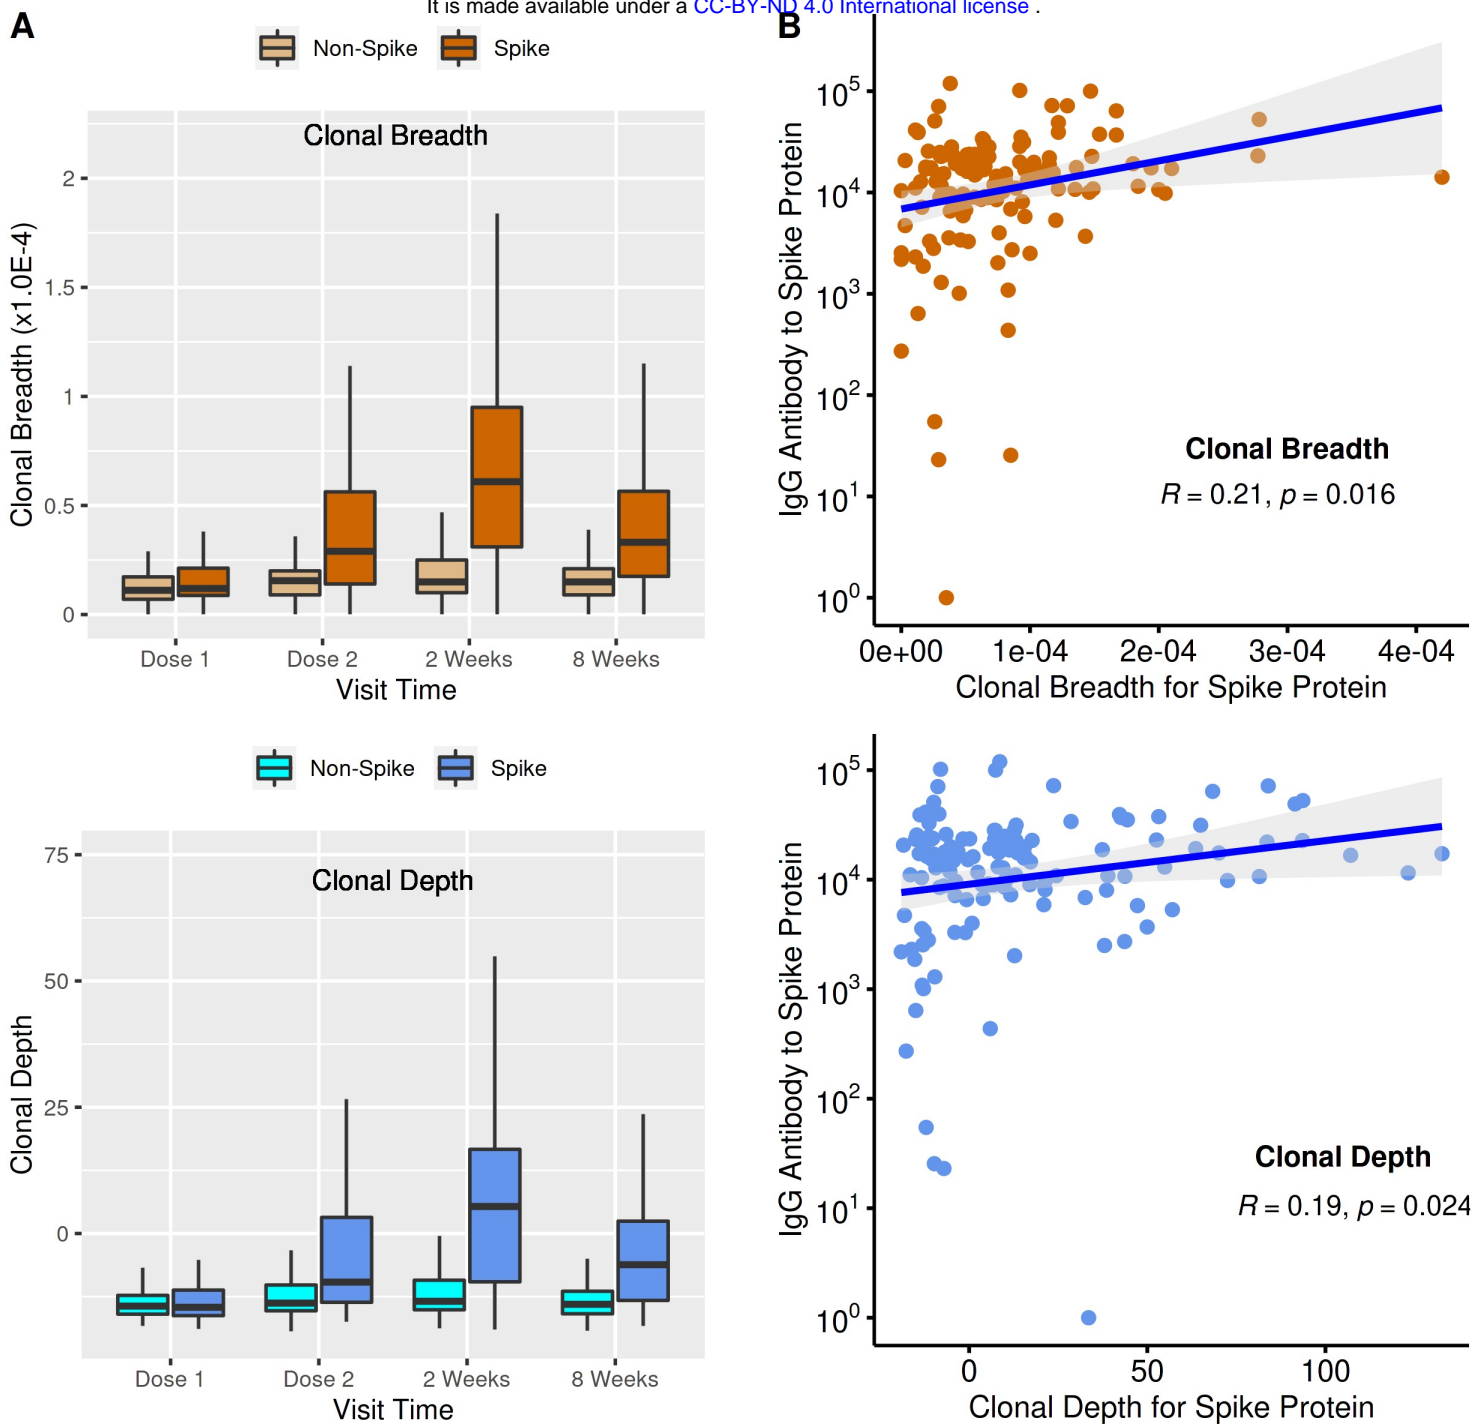 It is made available under a CC-BY-ND 4.0 International license .
A
Non-Spike Spike
Clonal Breadth
Clonal Breadth (x1.0E-4)
2
1.5
1
0.5
0
Dose 1 Dose 2 2 Weeks 8 Weeks
Visit Time
B
IgG Antibody to Spike Protein
10^5
10^4
10^3
10^2
10^1
10^0
Clonal Breadth
R = 0.21, p = 0.016
0e+00 1e-04 2e-04 3e-04 4e-04
Clonal Breadth for Spike Protein
Non-Spike Spike
Clonal Depth
Clonal Depth
75
50
25
0
Dose 1 Dose 2 2 Weeks 8 Weeks
Visit Time
IgG Antibody to Spike Protein
10^5
10^4
10^3
10^2
10^1
10^0
Clonal Depth
R = 0.19, p = 0.024
0 50 100
Clonal Depth for Spike Protein